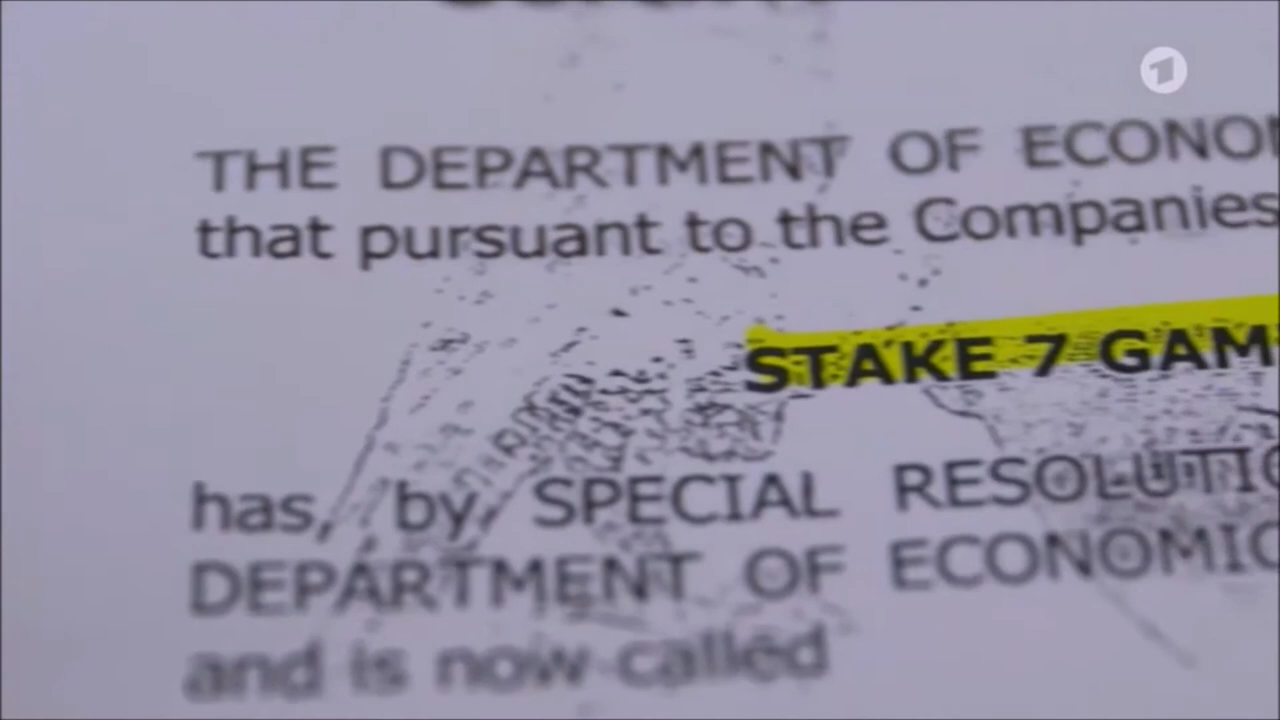 THE DEPARTMENT OF ECONO
that pursuant to the Companies
STAKE 7 GAM
has, by SPECIAL RESOLUTIO
DEPARTMENT OF ECONOMIC
and is now called